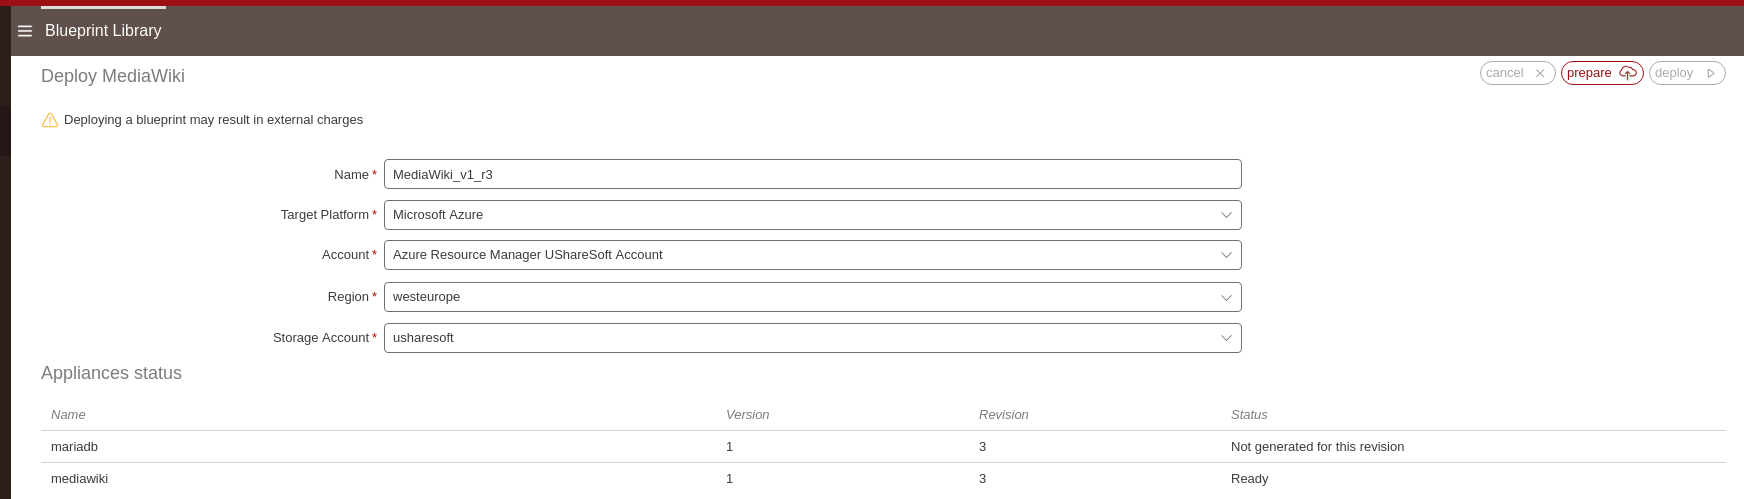 Blueprint Library
Deploy MediaWiki
cancel prepare deploy
Deploying a blueprint may result in external charges
Name * MediaWiki_v1_r3
Target Platform * Microsoft Azure
Account * Azure Resource Manager UShareSoft Account
Region * westeurope
Storage Account * usharesoft
Appliances status
Name Version Revision Status
mariadb 1 3 Not generated for this revision
mediawiki 1 3 Ready